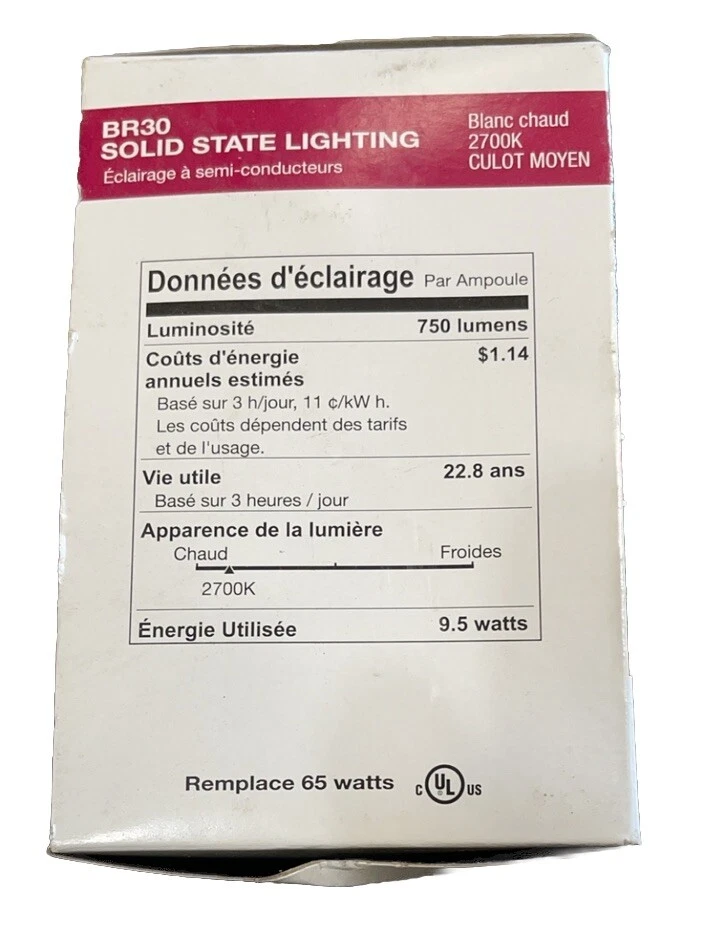 BR30
SOLID STATE LIGHTING
Éclairage à semi-conducteurs
Blanc chaud
2700K
CULOT MOYEN
Données d'éclairage Par Ampoule
Luminosité 750 lumens
Coûts d'énergie $1.14
annuels estimés
Basé sur 3 h/jour, 11 ¢/kW h.
Les coûts dépendent des tarifs
et de l'usage.
Vie utile 22.8 ans
Basé sur 3 heures / jour
Apparence de la lumière
Chaud Froides
2700K
Énergie Utilisée 9.5 watts
Remplace 65 watts C UL US